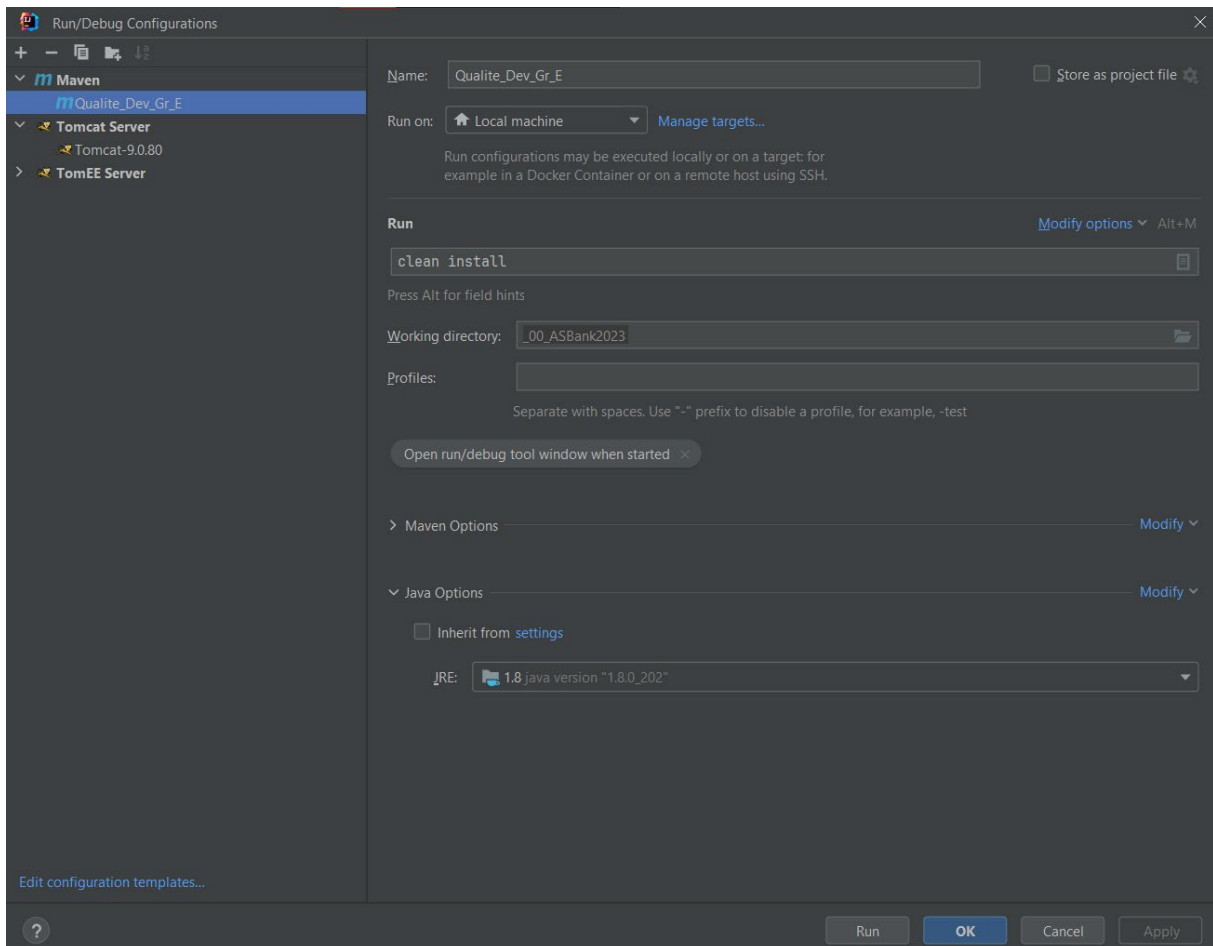 Run/Debug Configurations
Maven
Qualite_Dev_Gr_E
Tomcat Server
Tomcat-9.0.80
TomEE Server
Edit configuration templates...
Name: Qualite_Dev_Gr_E
Store as project file
Run on: Local machine
Manage targets...
Run configurations may be executed locally or on a target: for
example in a Docker Container or on a remote host using SSH.
Run
Modify options Alt+M
clean install
Press Alt for field hints
Working directory: _00_ASBank2023
Profiles:
Separate with spaces. Use "-" prefix to disable a profile, for example, -test
Open run/debug tool window when started
Maven Options
Modify
Java Options
Modify
Inherit from settings
JRE: 1.8 java version "1.8.0_202"
?
Run
OK
Cancel
Apply